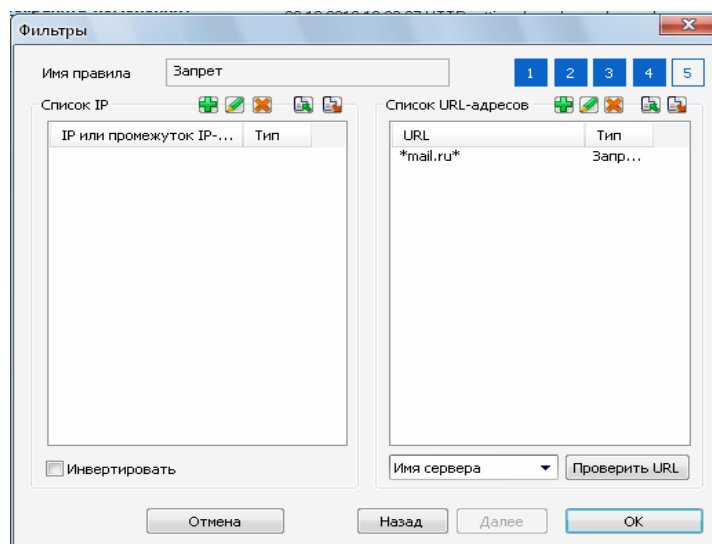 Фильтры
Имя правила
Запрет
1 2 3 4 5
Список IP
Список URL-адресов
IP или промежуток IP-... Тип
URL Тип
*mail.ru* Запр...
Инвертировать
Имя сервера
Проверить URL
Отмена
Назад
Далее
OK